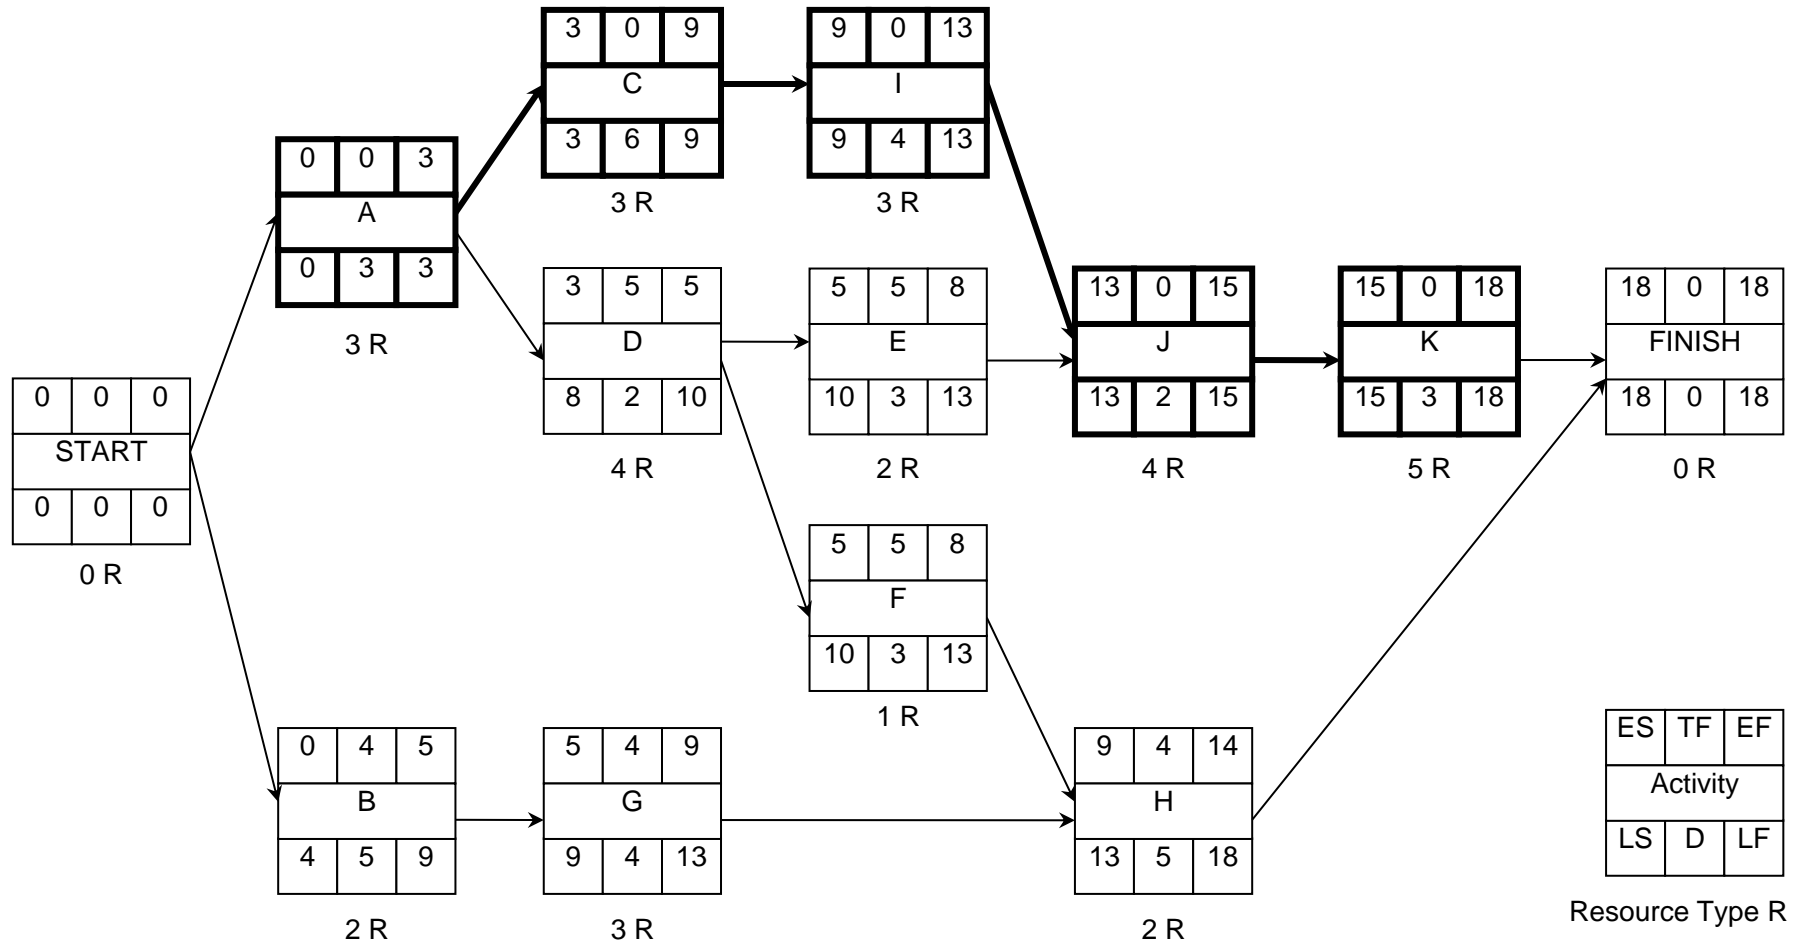 3 0 9
C
3 6 9
3 R
9 0 13
I
9 4 13
3 R
0 0 3
A
0 3 3
3 R
3 5 5
D
8 2 10
4 R
5 5 8
E
10 3 13
2 R
13 0 15
J
13 2 15
4 R
15 0 18
K
15 3 18
5 R
18 0 18
FINISH
18 0 18
0 R
0 0 0
START
0 0 0
0 R
5 5 8
F
10 3 13
1 R
0 4 5
B
4 5 9
2 R
5 4 9
G
9 4 13
3 R
9 4 14
H
13 5 18
2 R
ES TF EF
Activity
LS D LF
Resource Type R